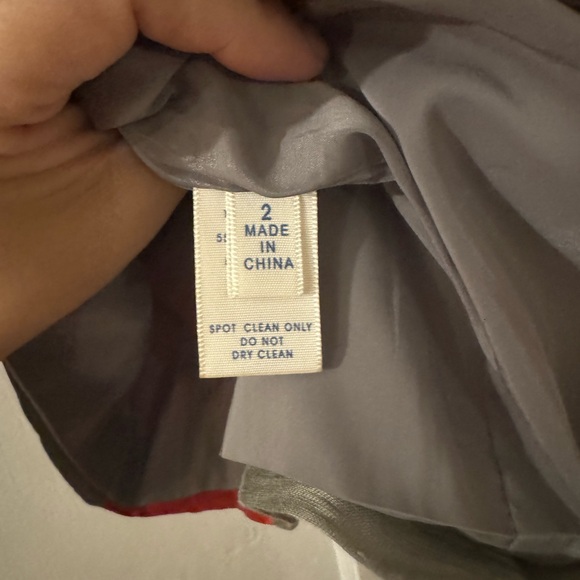 2
MADE
IN
CHINA
SPOT CLEAN ONLY
DO NOT
DRY CLEAN